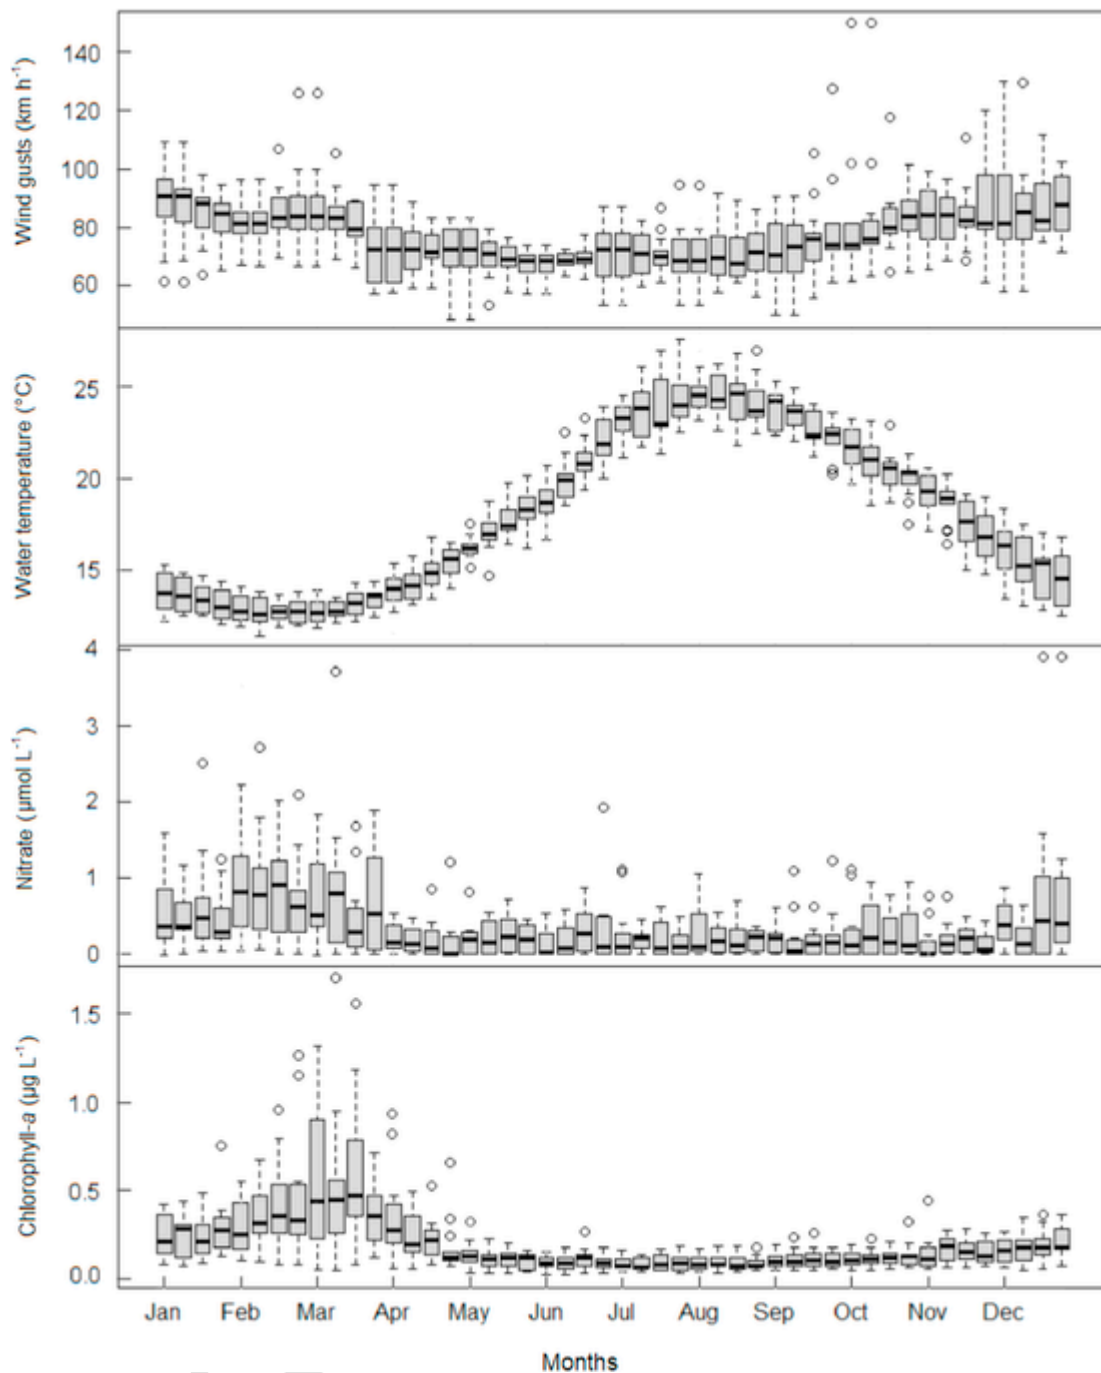 Wind gusts (km h⁻¹)
140
120
100
80
60
Water temperature (°C)
25
20
15
Nitrate (µmol L⁻¹)
4
3
2
1
0
Chlorophyll-a (µg L⁻¹)
1.5
1.0
0.5
0.0
Jan Feb Mar Apr May Jun Jul Aug Sep Oct Nov Dec
Months